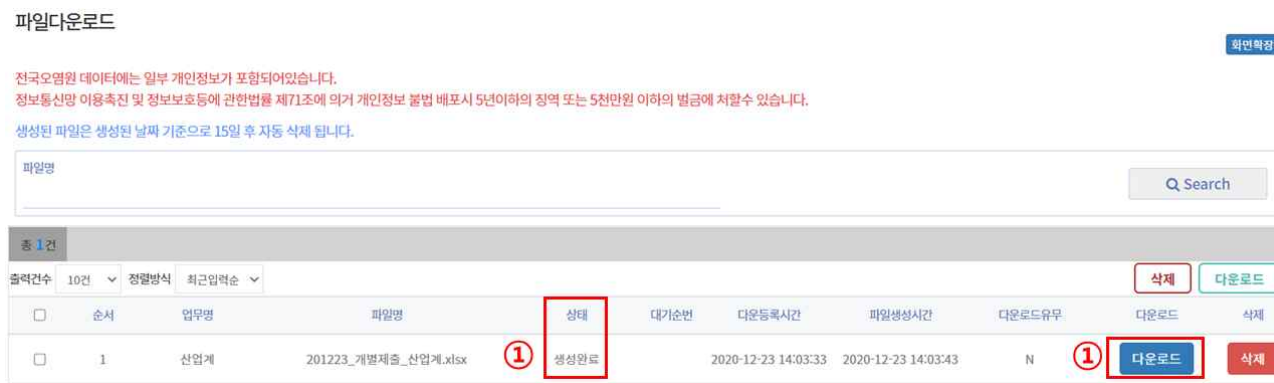 파일다운로드
화면확장
전국오염원 데이터에는 일부 개인정보가 포함되어있습니다.
정보통신망 이용촉진 및 정보보호등에 관한법률 제71조에 의거 개인정보 불법 배포시 5년이하의 징역 또는 5천만원 이하의 벌금에 처할수 있습니다.
생성된 파일은 생성된 날짜 기준으로 15일 후 자동 삭제 됩니다.
파일명
Search
총 1건
출력건수 10건 정렬방식 최근입력순 삭제 다운로드
순서 업무명 파일명 상태 대기순번 다운등록시간 파일생성시간 다운로드유무 다운로드 삭제
1 산업계 201223_개별제출_산업계.xlsx ① 생성완료 2020-12-23 14:03:33 2020-12-23 14:03:43 N ① 다운로드 삭제